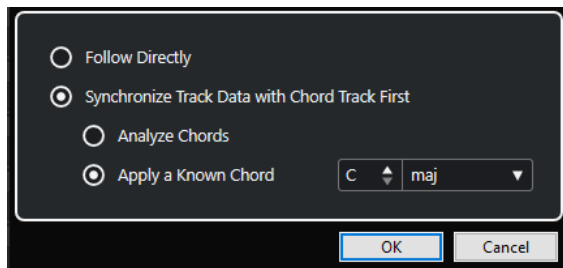 Follow Directly
Synchronize Track Data with Chord Track First
Analyze Chords
Apply a Known Chord C maj
OK Cancel